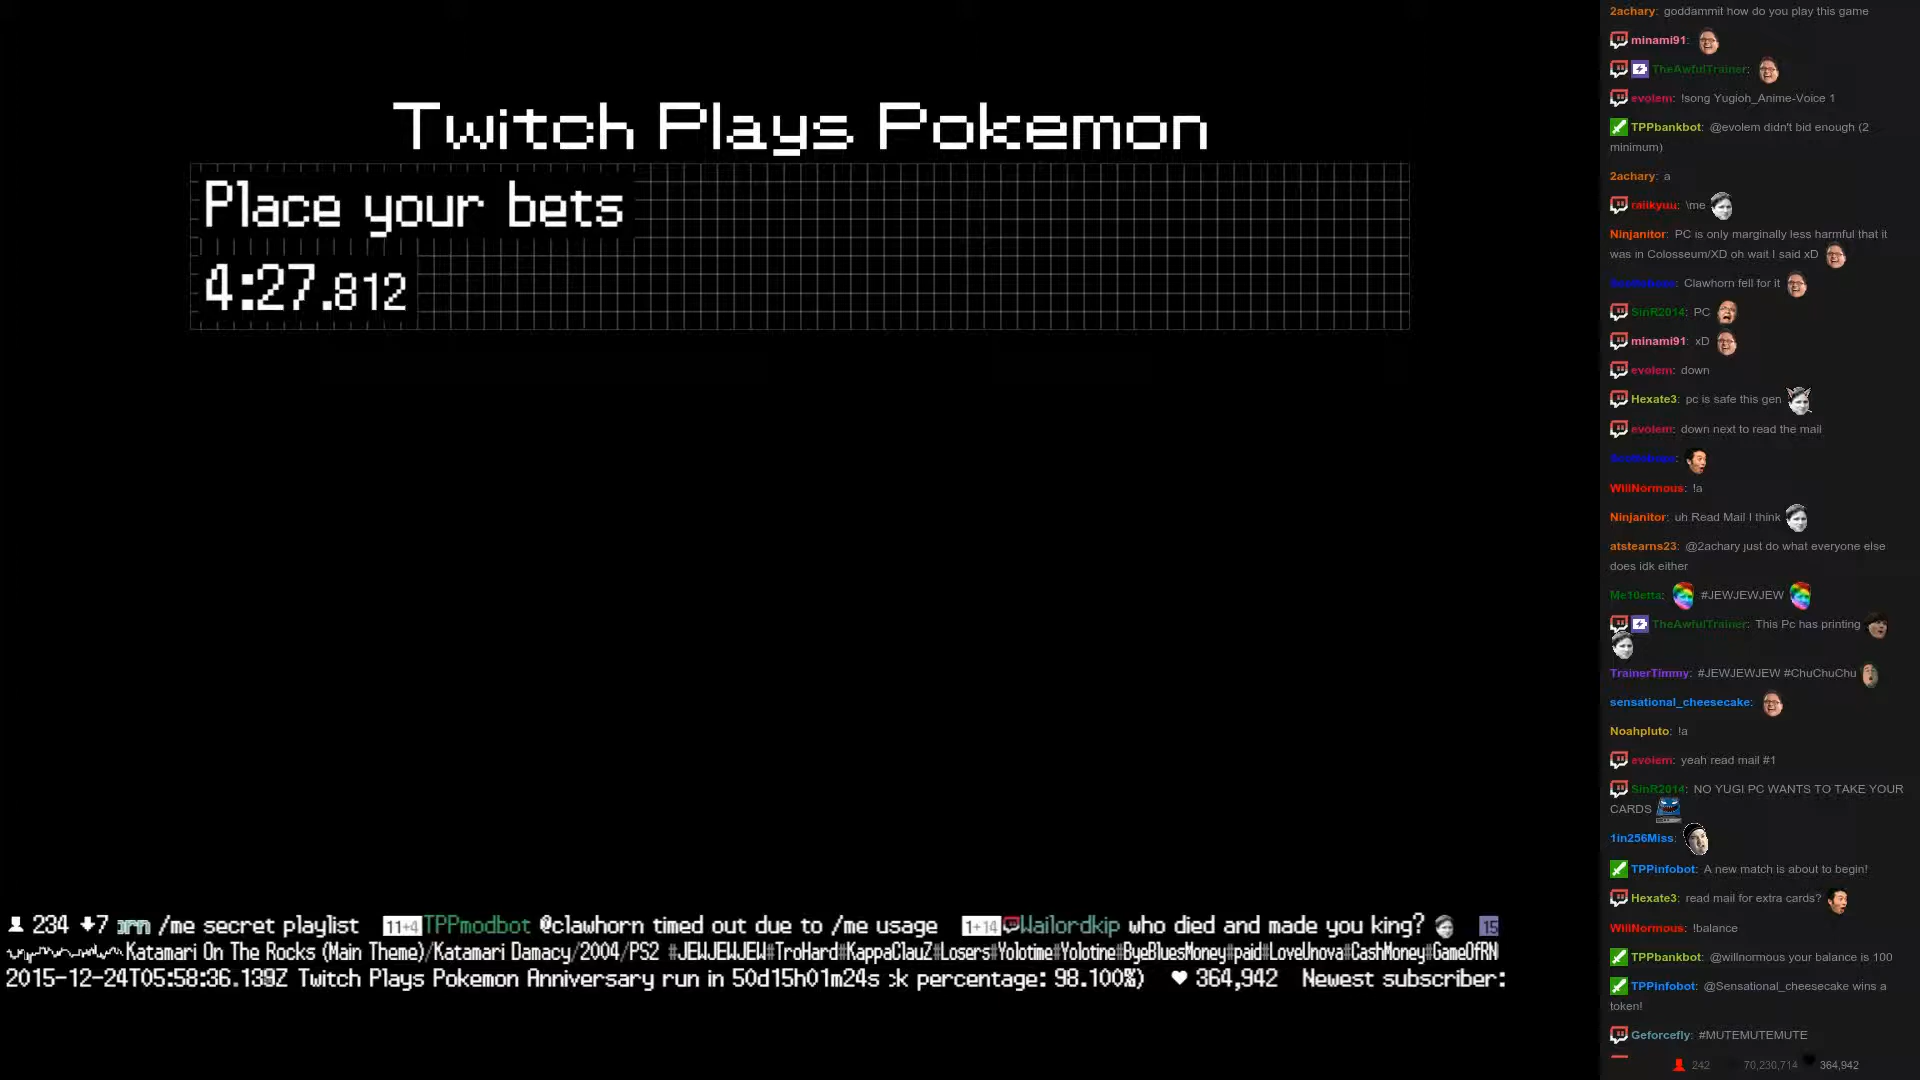 Twitch Plays Pokemon
Place your bets
4:27.812
234 7 /me secret playlist 11+4 TPPmodbot @clawhorn timed out due to /me usage 1+14 Wailordkip who died and made you king? 15
Katamari On The Rocks (Main Theme)/Katamari Damacy/2004/PS2 #JEWJEWJEW#TroHard#KappaClauZ#Losers#Yolotime#Yolotine#ByeBluesMoney#paid#LoveUnova#CashMoney#GameOfRN
2015-12-24T05:58:36.139Z Twitch Plays Pokemon Anniversary run in 50d15h01m24s :k percentage: 98.100%) 364,942 Newest subscriber:
2achary: goddammit how do you play this game
minami91:
TheAwfulTrainer:
evolem: !song Yugioh_Anime-Voice 1
TPPbankbot: @evolem didn't bid enough (2
minimum)
2achary: a
raiikyuu: \me
Ninjanitor: PC is only marginally less harmful that it
was in Colosseum/XD oh wait I said xD
Clawhorn fell for it
SinR2014: PC
minami91: xD
evolem: down
Hexate3: pc is safe this gen
evolem: down next to read the mail
WillNormous: !a
Ninjanitor: uh Read Mail I think
atstearns23: @2achary just do what everyone else
does idk either
Me10etta: #JEWJEWJEW
TheAwfulTrainer: This Pc has printing
TrainerTimmy: #JEWJEWJEW #ChuChuChu
sensational_cheesecake:
Noahpluto: !a
evolem: yeah read mail #1
SinR2014: NO YUGI PC WANTS TO TAKE YOUR
CARDS
1in256Miss:
TPPinfobot: A new match is about to begin!
Hexate3: read mail for extra cards?
WillNormous: !balance
TPPbankbot: @willnormous your balance is 100
TPPinfobot: @Sensational_cheesecake wins a
token!
Geforcefly: #MUTEMUTEMUTE
242 70,230,714 364,942